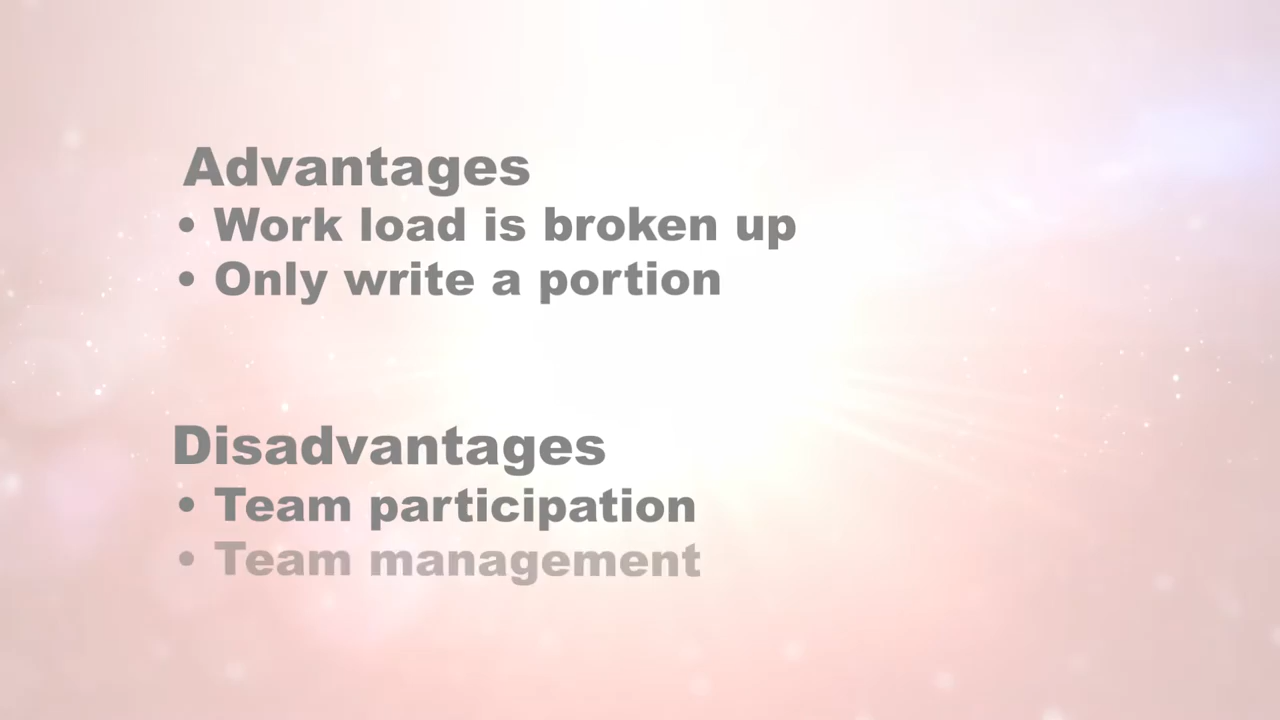 Advantages
• Work load is broken up
• Only write a portion
Disadvantages
• Team participation
• Team management